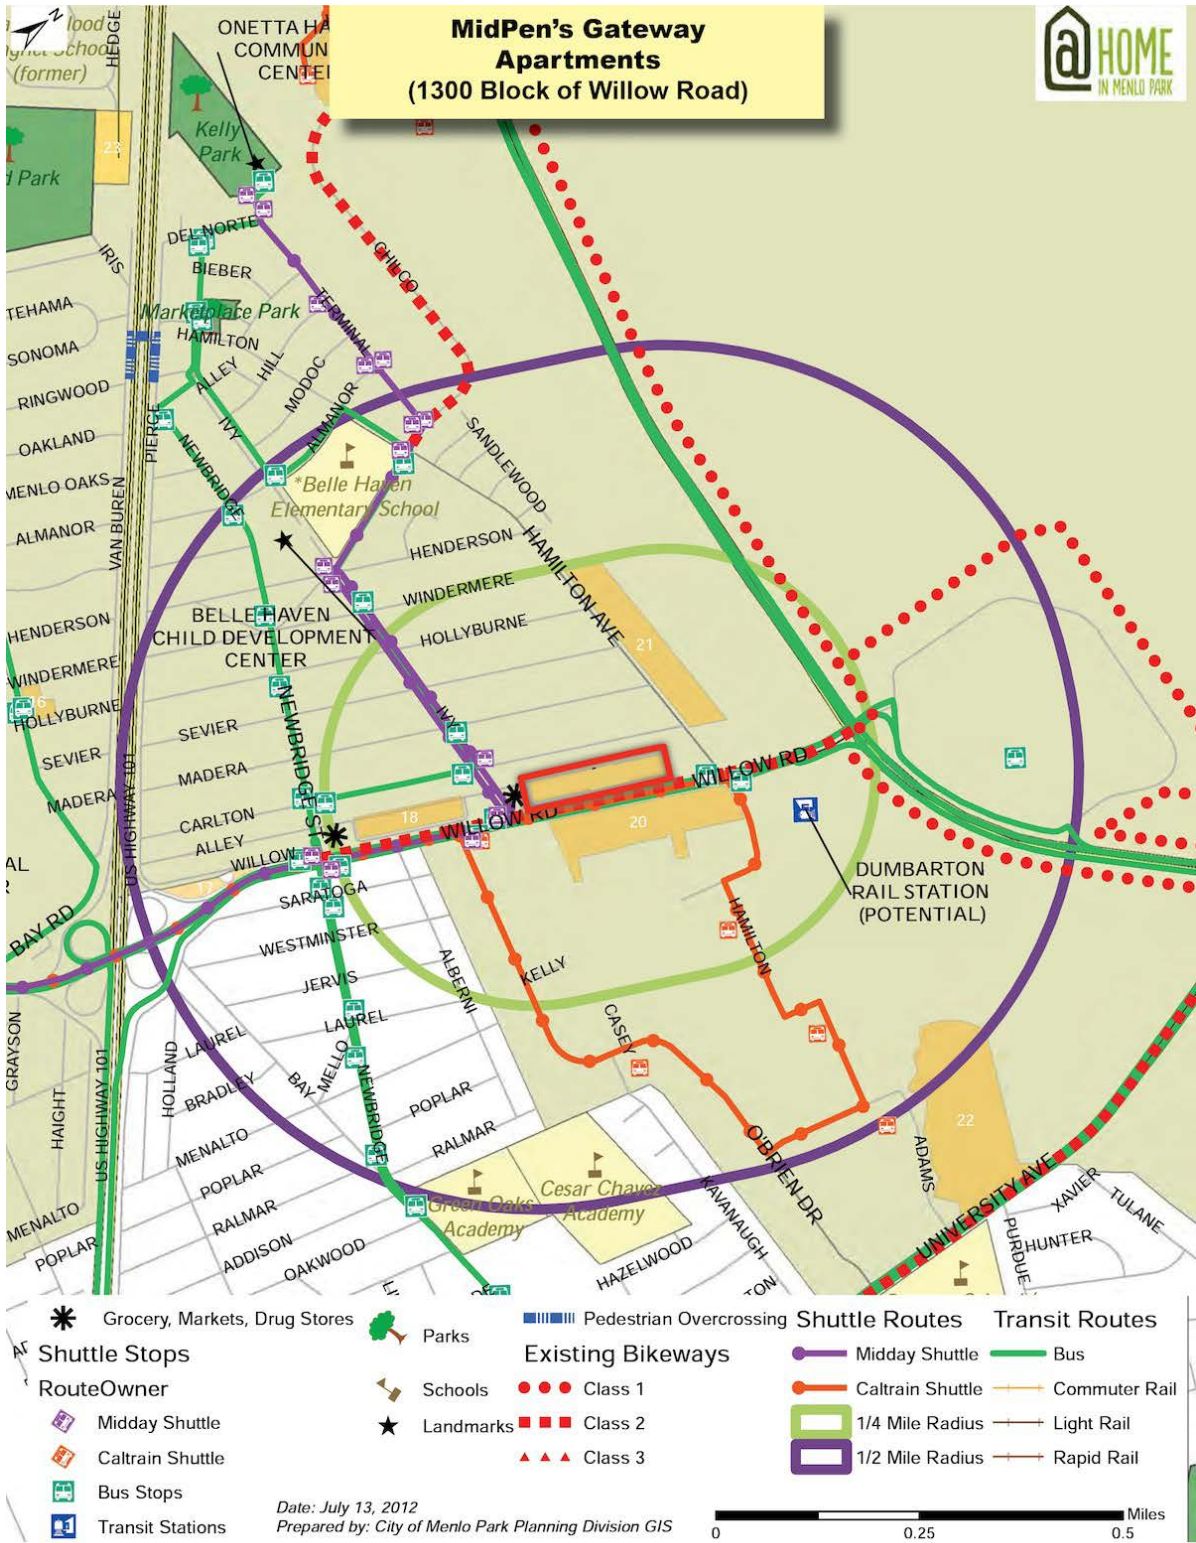 MidPen's Gateway
Apartments
(1300 Block of Willow Road)
@ HOME
IN MENLO PARK
Z
lood
School
(former)
HEDGE
ONETTA HA
COMMUN
CENTE
Kelly
Park
d Park
23
DEL NORTE
IRIS
BIEBER
CHILCO
TEHAMA
Marketplace Park
TERMINAL
HAMILTON
SONOMA
ALLEY
HILL
MODOC
RINGWOOD
ALMANOR
PIERCE
IVY
OAKLAND
NEWBRIDGE
SANDLEWOOD
MENLO OAKS
*Belle Haven
Elementary School
VAN BUREN
ALMANOR
HENDERSON
HAMILTON AVE
WINDERMERE
BELLE HAVEN
CHILD DEVELOPMENT
CENTER
HOLLYBURNE
HENDERSON
21
WINDERMERE
16
HOLLYBURNE
NEWBRIDGE ST
IVY
SEVIER
SEVIER
MADERA
MADERA
US HIGHWAY 101
WILLOW RD
CARLTON
18
20
WILLOW RD
ALLEY
WILLOW
AL
R
17
SARATOGA
DUMBARTON
RAIL STATION
(POTENTIAL)
BAY RD
WESTMINSTER
HAMILTON
ALBERNI
KELLY
JERVIS
CASEY
LAUREL
GRAYSON
LAUREL
HOLLAND
US HIGHWAY 101
BAY
MELLO
NEWBRIDGE
BRADLEY
POPLAR
HAIGHT
MENALTO
RALMAR
22
O'BRIEN DR
ADAMS
POPLAR
Cesar Chavez
Academy
Green Oaks
Academy
KAVANAUGH
UNIVERSITY AVE
XAVIER
TULANE
MENALTO
RALMAR
PURDUE
HUNTER
POPLAR
ADDISON
OAKWOOD
HAZELWOOD
TON
Grocery, Markets, Drug Stores
Shuttle Stops
RouteOwner
Midday Shuttle
Caltrain Shuttle
Bus Stops
Transit Stations
Parks
Schools
Landmarks
Pedestrian Overcrossing
Existing Bikeways
Class 1
Class 2
Class 3
Shuttle Routes
Midday Shuttle
Caltrain Shuttle
1/4 Mile Radius
1/2 Mile Radius
Transit Routes
Bus
Commuter Rail
Light Rail
Rapid Rail
Date: July 13, 2012
Prepared by: City of Menlo Park Planning Division GIS
Miles
0 0.25 0.5